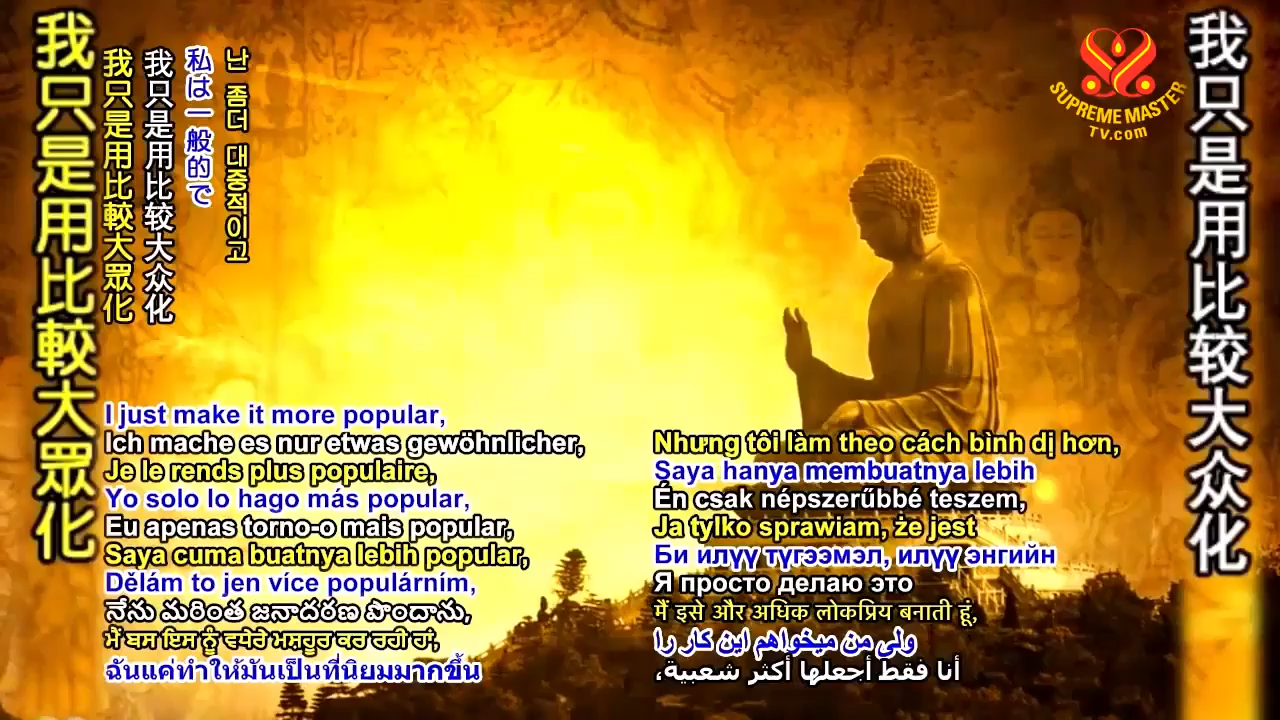 我只是用比較大眾化
我只是用比較大眾化
我只是用比较大众化
私は一般的で
난 좀더 대중적이고
SUPREME MASTER
TV.com
我只是用比较大众化
I just make it more popular,
Ich mache es nur etwas gewöhnlicher,
Je le rends plus populaire,
Yo solo lo hago más popular,
Eu apenas torno-o mais popular,
Saya cuma buatnya lebih popular,
Dělám to jen více populárním,
నేను మరింత జనాదరణ పొందాను,
ਮੈਂ ਬਸ ਇਸ ਨੂੰ ਵਧੇਰੇ ਮਸ਼ਹੂਰ ਕਰ ਰਹੀ ਹਾਂ,
ฉันแค่ทำให้มันเป็นที่นิยมมากขึ้น
Nhưng tôi làm theo cách bình dị hơn,
Saya hanya membuatnya lebih
Én csak népszerűbbé teszem,
Ja tylko sprawiam, że jest
Би илүү түгээмэл, илүү энгийн
Я просто делаю это
मैं इसे और अधिक लोकप्रिय बनाती हूं,
ولی من میخواهم این کار را
أنا فقط أجعلها أكثر شعبية،